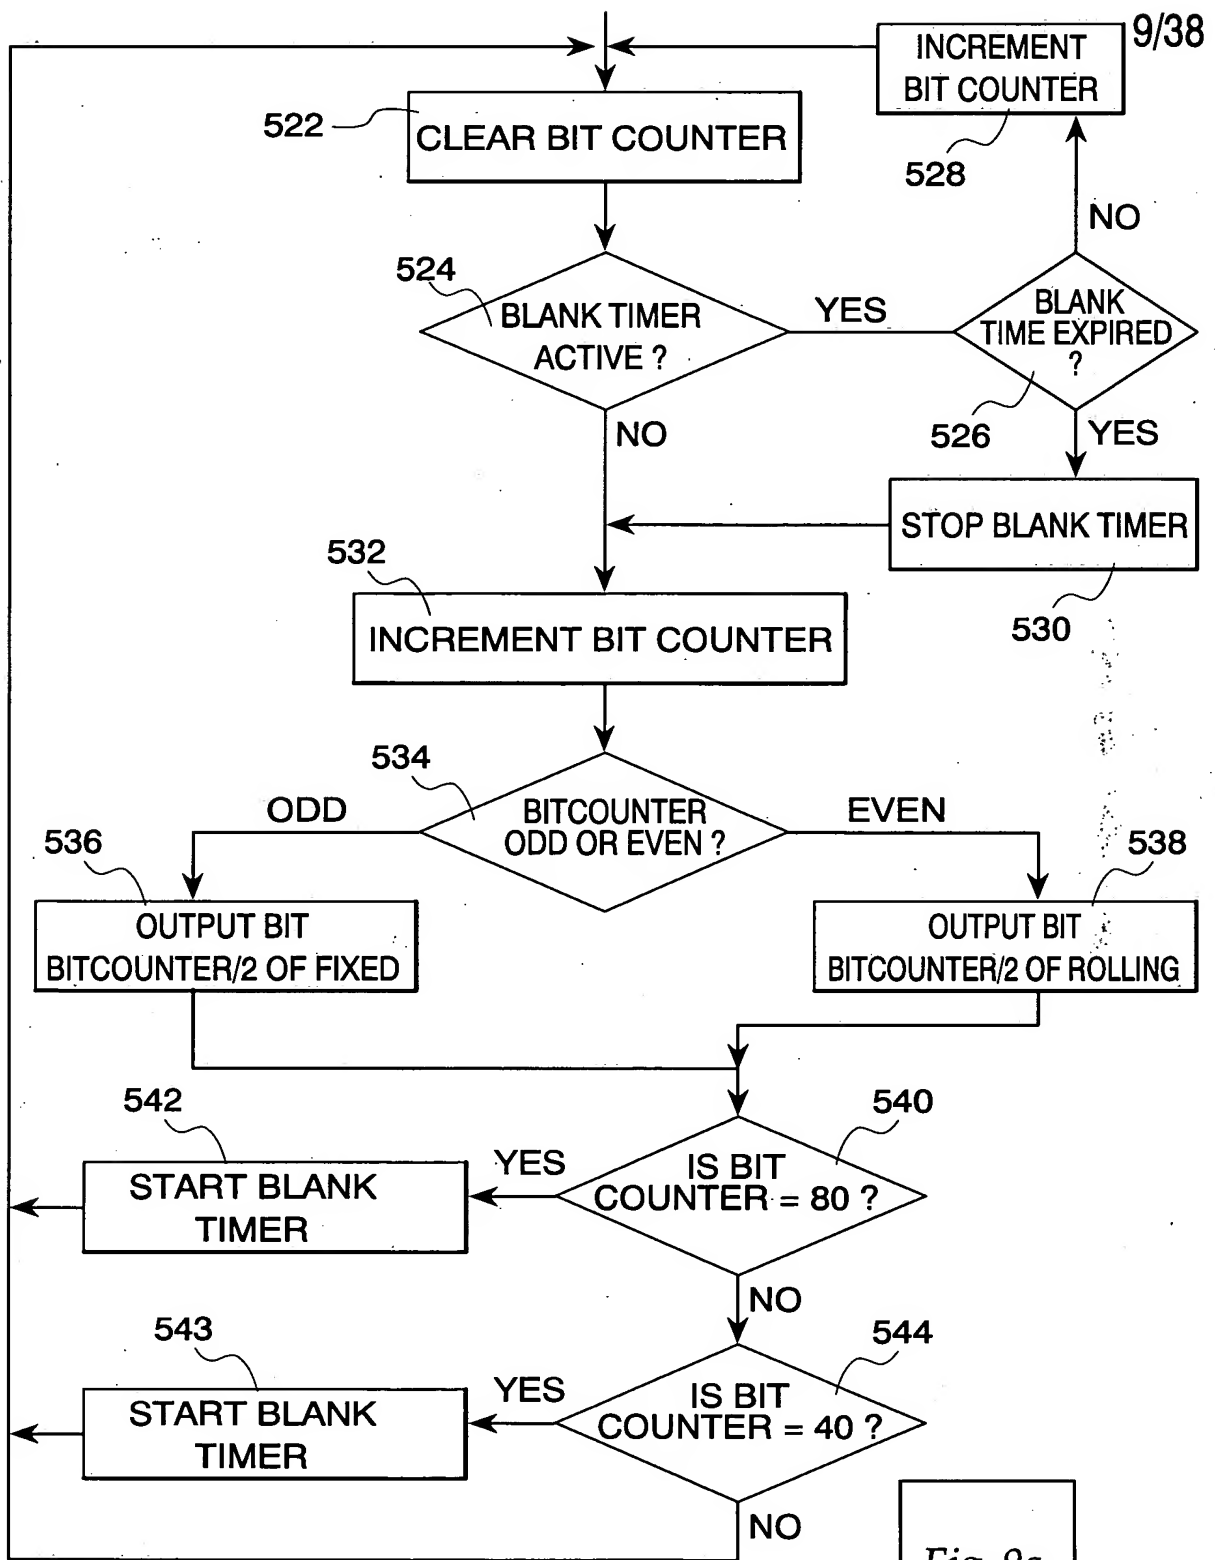 9/38
INCREMENT
BIT COUNTER
528
522
CLEAR BIT COUNTER
NO
524
BLANK TIMER
ACTIVE ?
YES
BLANK
TIME EXPIRED
?
526
YES
NO
STOP BLANK TIMER
530
532
INCREMENT BIT COUNTER
534
BITCOUNTER
ODD OR EVEN ?
ODD
EVEN
536
538
OUTPUT BIT
BITCOUNTER/2 OF FIXED
OUTPUT BIT
BITCOUNTER/2 OF ROLLING
542
540
START BLANK
TIMER
YES
IS BIT
COUNTER = 80 ?
NO
543
544
START BLANK
TIMER
YES
IS BIT
COUNTER = 40 ?
NO